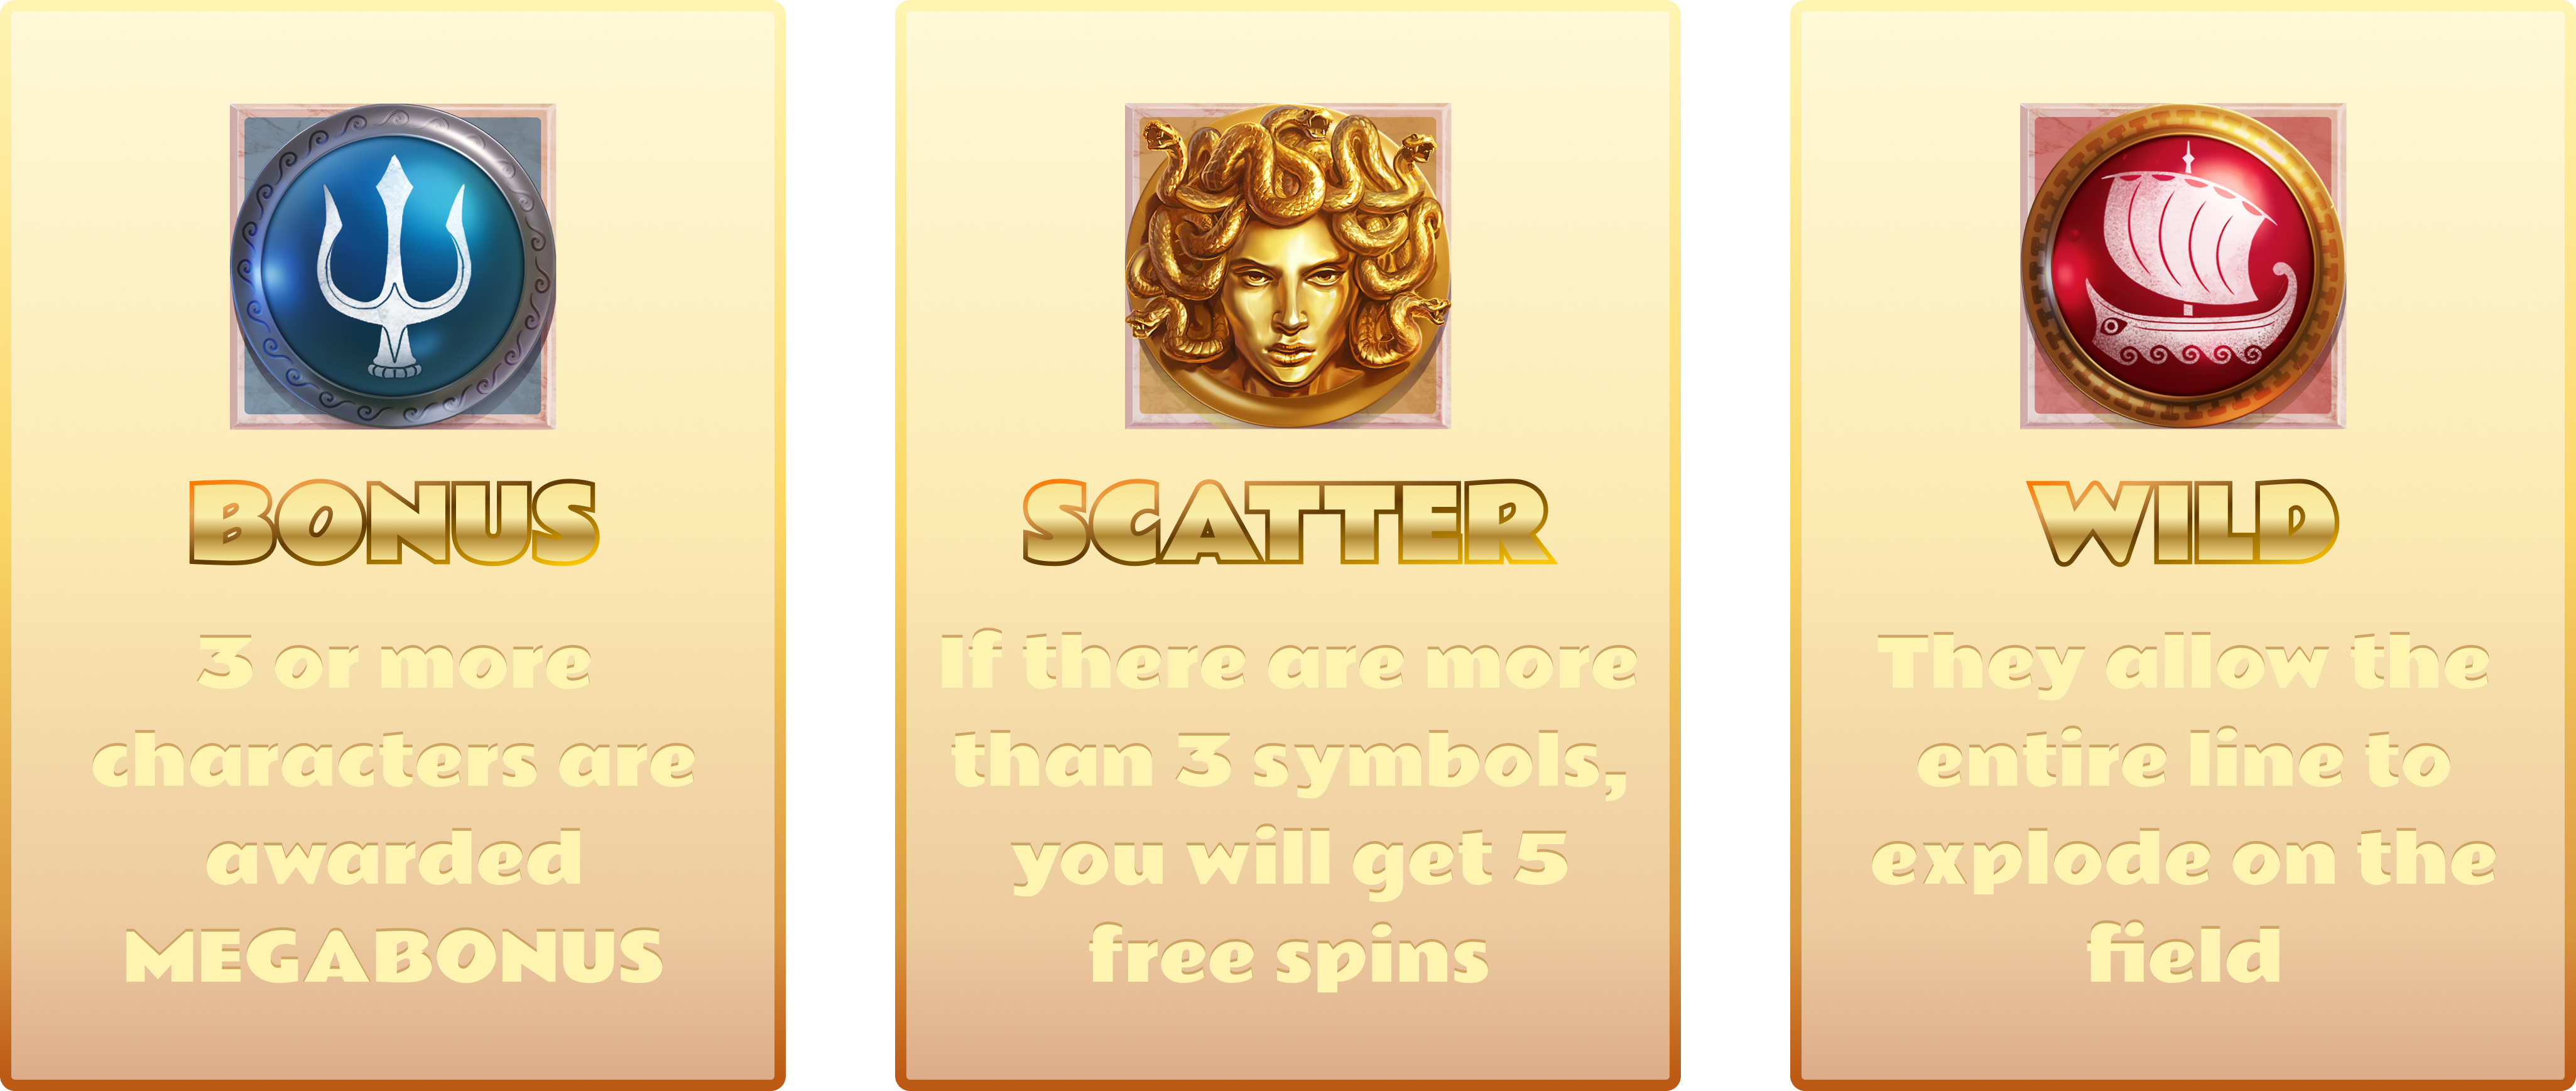 BONUS
3 or more
characters are
awarded
MEGABONUS
SCATTER
If there are more
than 3 symbols,
you will get 5
free spins
WILD
They allow the
entire line to
explode on the
field